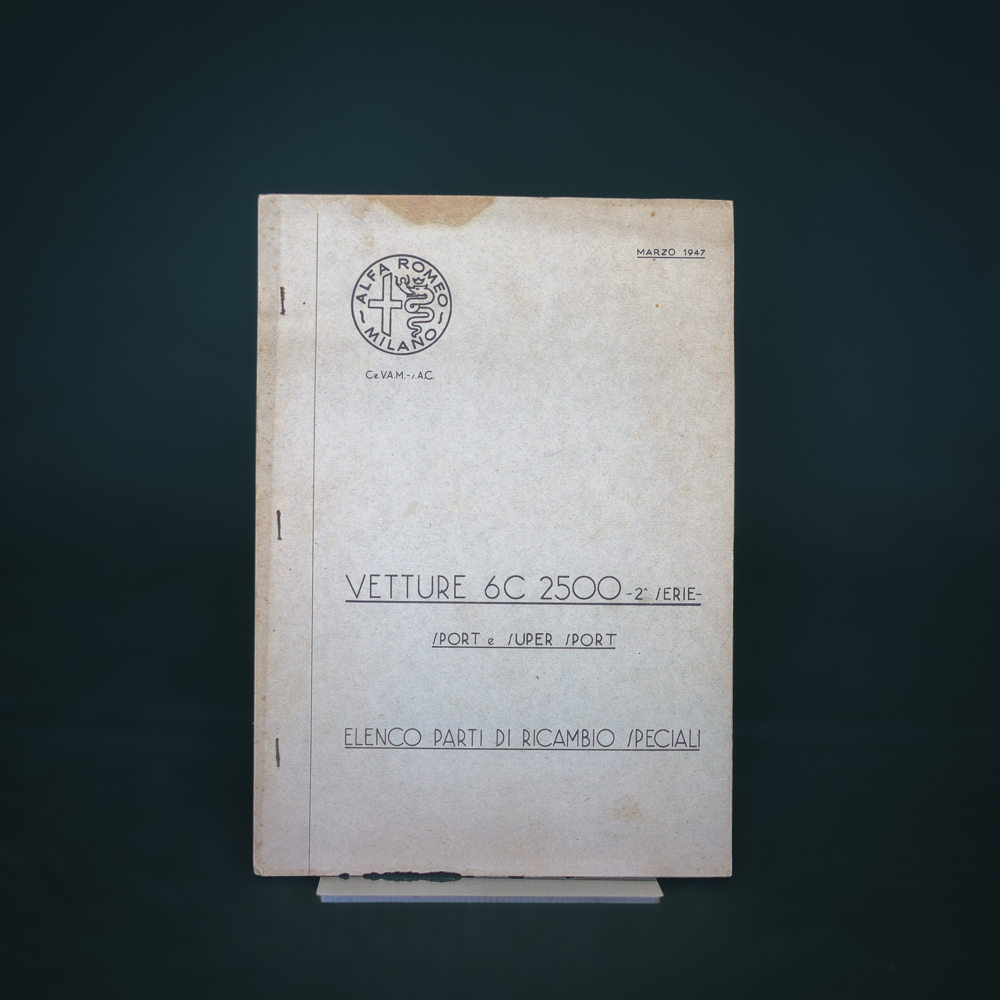 MARZO 1947
ALFA ROMEO
MILANO
Ce.V.A.M.-s.A.C.
VETTURE 6C 2500 -2ª SERIE-
SPORT e SUPER SPORT
ELENCO PARTI DI RICAMBIO SPECIALI